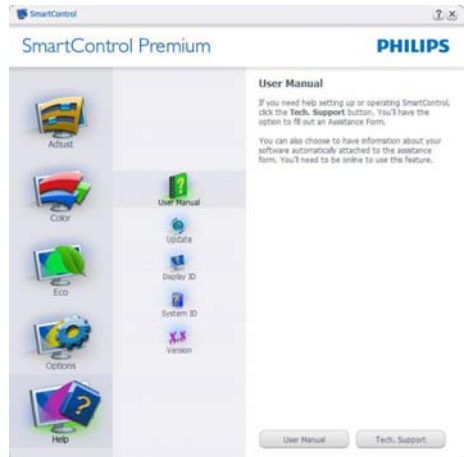 SmartControl
? X
SmartControl Premium
PHILIPS
Adjust
Color
Eco
Options
Help
User Manual
Update
Display ID
System ID
X.X
Version
User Manual
If you need help setting up or operating SmartControl,
click the Tech. Support button. You'll have the
option to fill out an Assistance Form.
You can also choose to have information about your
software automatically attached to the assistance
form. You'll need to be online to use this feature.
User Manual
Tech. Support